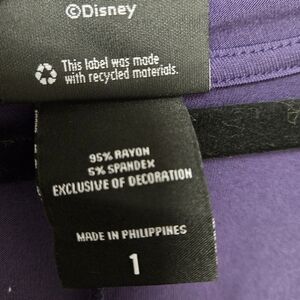 ©Disney
This label was made
with recycled materials.
95% RAYON
5% SPANDEX
EXCLUSIVE OF DECORATION
MADE IN PHILIPPINES
1